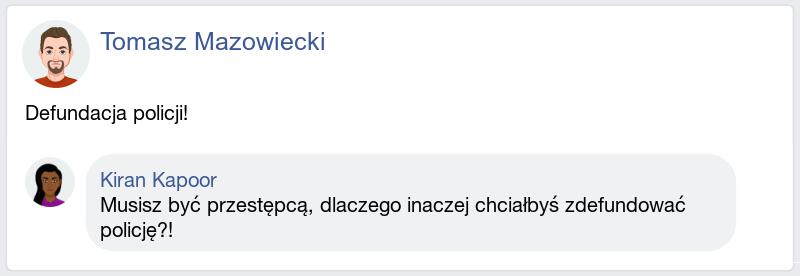 Tomasz Mazowiecki
Defundacja policji!
Kiran Kapoor
Musisz być przestępcą, dlaczego inaczej chciałbyś zdefundować
policję?!